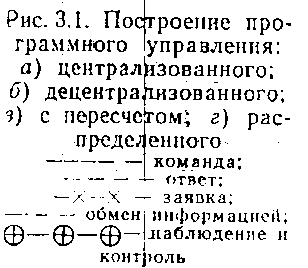 Рис. 3.1. Построение про-
граммного управления:
а) централизованного;
б) децентрализованного;
в) с пересчетом; г) рас-
пределенного
— команда;
— ответ;
—×—×— заявка;
— обмен информацией;
⊕—⊕—⊕— наблюдение и
контроль